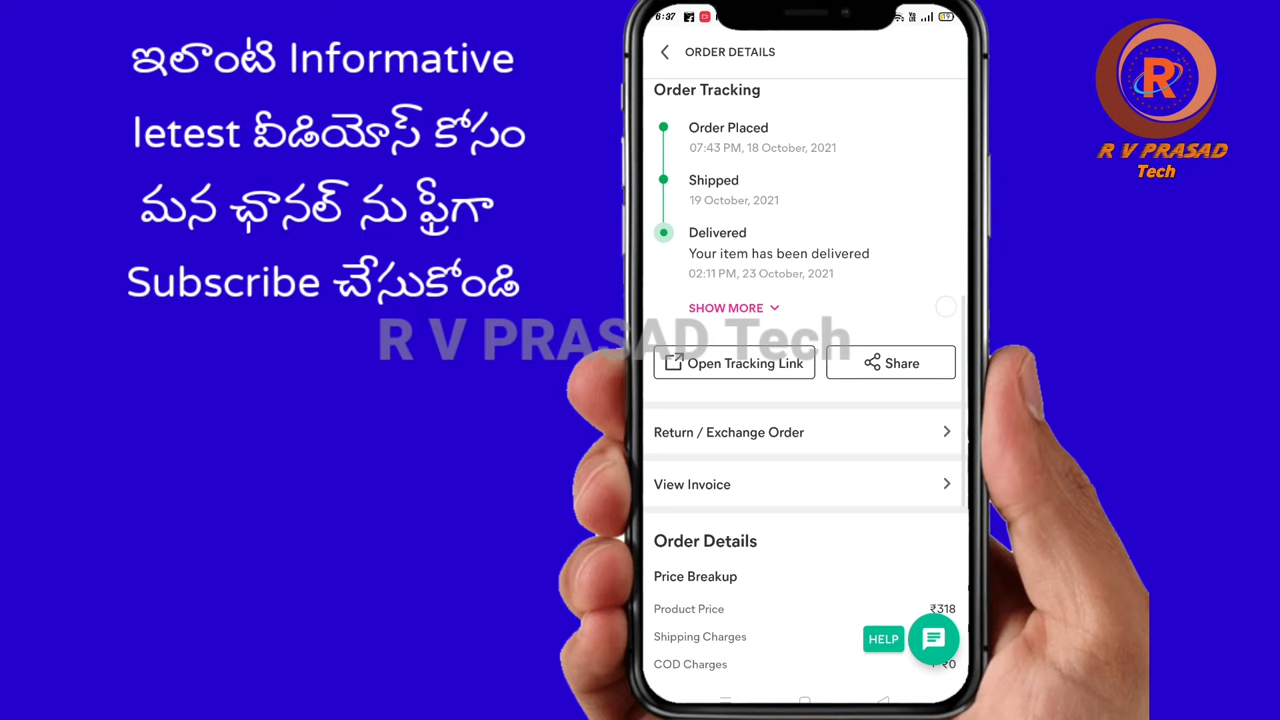 ఇలాంటి Informative
letest వీడియోస్ కోసం
మన ఛానల్ ను ఫ్రీగా
Subscribe చేసుకోండి
R
R V PRASAD
Tech
R V PRASAD Tech
6:37
ORDER DETAILS
Order Tracking
Order Placed
07:43 PM, 18 October, 2021
Shipped
19 October, 2021
Delivered
Your item has been delivered
02:11 PM, 23 October, 2021
SHOW MORE
Open Tracking Link
Share
Return / Exchange Order
View Invoice
Order Details
Price Breakup
Product Price ₹318
Shipping Charges
HELP
COD Charges + ₹0